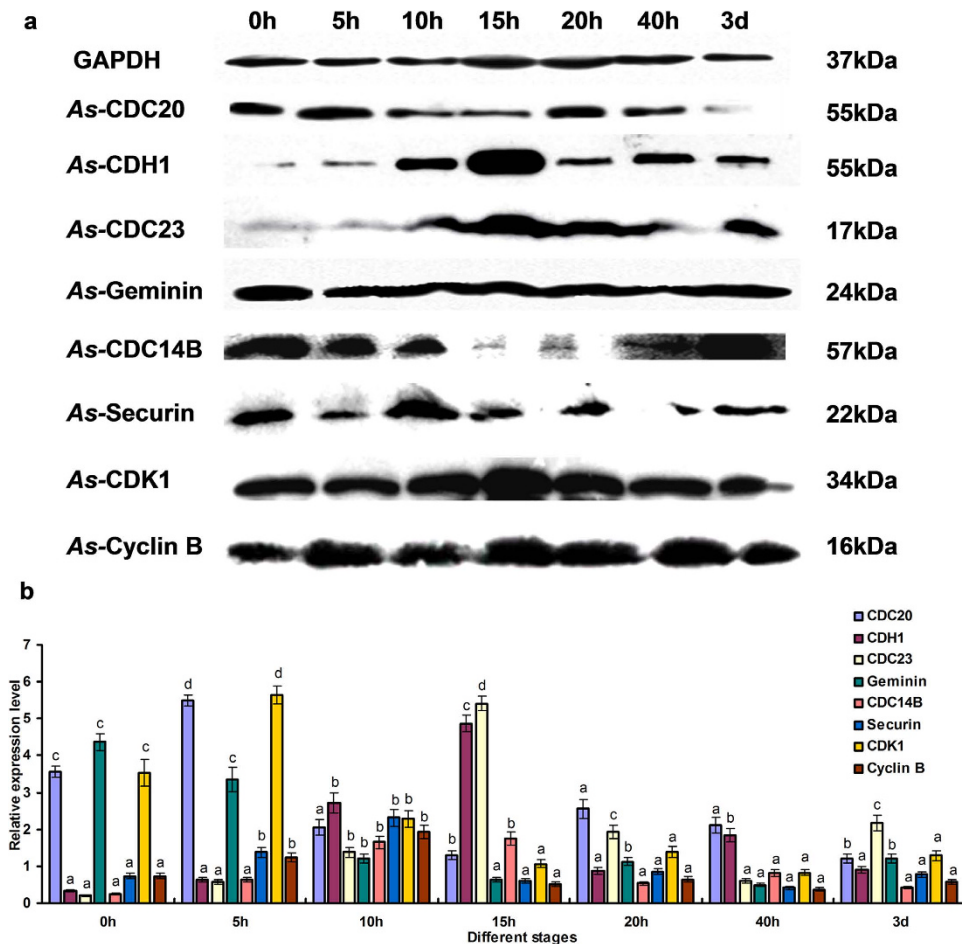 a
0h 5h 10h 15h 20h 40h 3d
GAPDH 37kDa
As-CDC20 55kDa
As-CDH1 55kDa
As-CDC23 17kDa
As-Geminin 24kDa
As-CDC14B 57kDa
As-Securin 22kDa
As-CDK1 34kDa
As-Cyclin B 16kDa
b
CDC20
CDH1
CDC23
Geminin
CDC14B
Securin
CDK1
Cyclin B
Relative expression level
7
6
5
4
3
2
1
0
c a a c a a c a
d a a c a b d b
a b b b b b b b
b c d a b a a a
a a c b a a a a
a b a a a a a a
b a c b a a a a
0h 5h 10h 15h 20h 40h 3d
Different stages